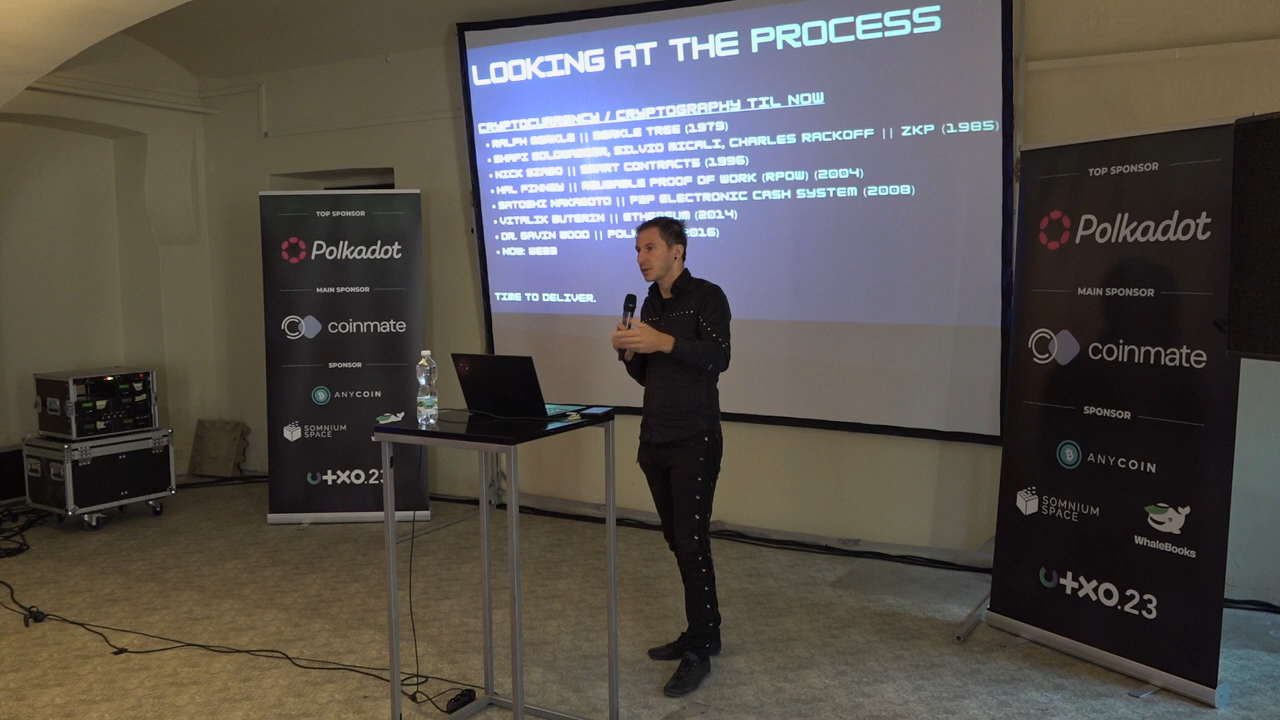 LOOKING AT THE PROCESS
CRYPTOCURRENCY / CRYPTOGRAPHY TIL NOW
• RALPH MERKLE || MERKLE TREE (1979)
• SHAFI GOLDWASSER, SILVIO MICALI, CHARLES RACKOFF || ZKP (1985)
• NICK SZABO || SMART CONTRACTS (1996)
• HAL FINNEY || REUSABLE PROOF OF WORK (RPOW) (2004)
• SATOSHI NAKAMOTO || P2P ELECTRONIC CASH SYSTEM (2008)
• VITALIK BUTERIN || ETHEREUM (2014)
• DR. GAVIN WOOD || POLK 2016)
• NOW: WEB3
TIME TO DELIVER.
TOP SPONSOR
Polkadot
MAIN SPONSOR
coinmate
SPONSOR
ANYCOIN
SOMNIUM
SPACE
UTXO.23
TOP SPONSOR
Polkadot
MAIN SPONSOR
coinmate
SPONSOR
ANYCOIN
SOMNIUM
SPACE
WhaleBooks
UTXO.23